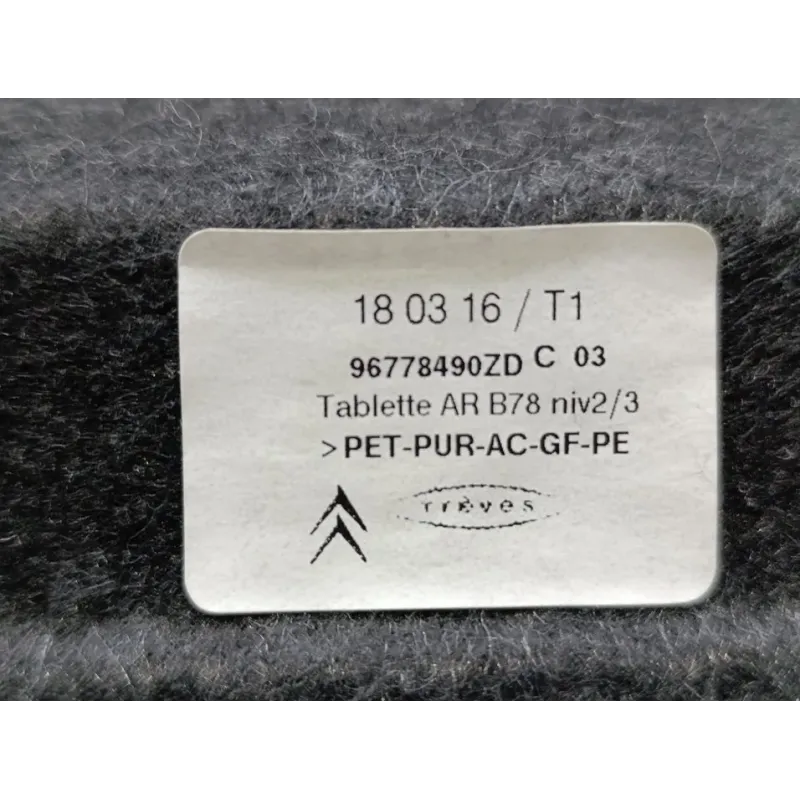 18 03 16 / T1
96778490ZD C 03
Tablette AR B78 niv2/3
>PET-PUR-AC-GF-PE
Trèves